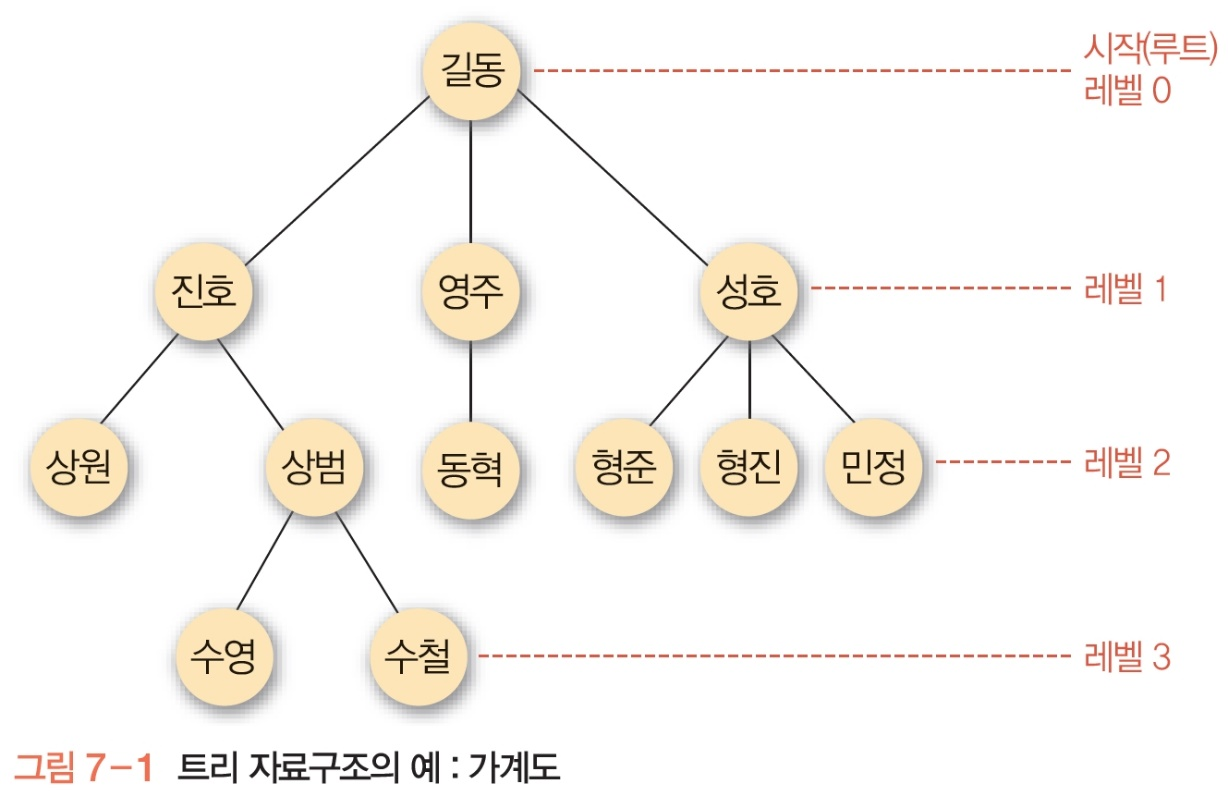 길동
시작(루트)
레벨 0
진호
영주
성호
레벨 1
상원
상범
동혁
형준
형진
민정
레벨 2
수영
수철
레벨 3
그림 7-1 트리 자료구조의 예 : 가계도